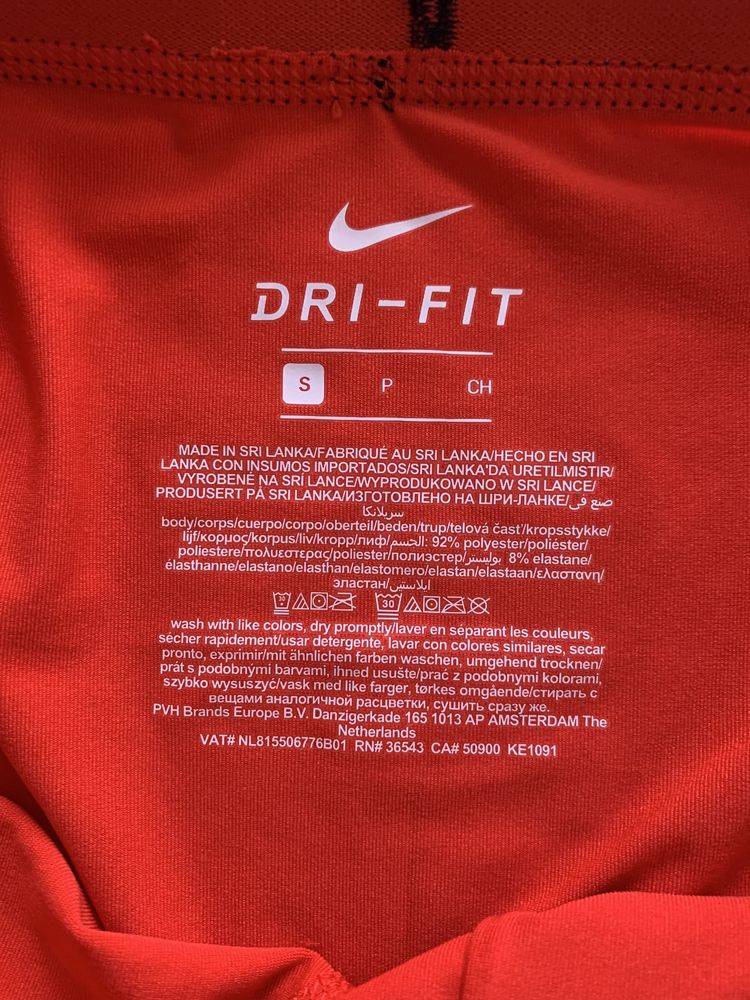 DRI-FIT
S P CH
MADE IN SRI LANKA/FABRIQUÉ AU SRI LANKA/HECHO EN SRI
LANKA CON INSUMOS IMPORTADOS/SRI LANKA'DA URETILMISTIR/
VYROBENÉ NA SRÍ LANCE/WYPRODUKOWANO W SRI LANCE/
PRODUSERT PÅ SRI LANKA/ИЗГОТОВЛЕНО НА ШРИ-ЛАНКЕ/صنع في
سريلانكا
body/corps/cuerpo/corpo/oberteil/beden/trup/telová časť/kropsstykke/
lijf/κορμος/korpus/liv/kropp/лиф/الجسم: 92% polyester/poliéster/
poliestere/πολυεστερας/poliester/полиэстер/بوليستر 8% elastane/
élasthanne/elastano/elasthan/elastomero/elastan/elastaan/ελαστανη/
эластан/ايلاستين
30
wash with like colors, dry promptly/laver en séparant les couleurs,
sécher rapidement/usar detergente, lavar con colores similares, secar
pronto, exprimir/mit ähnlichen farben waschen, umgehend trocknen/
prát s podobnými barvami, ihned usušte/prać z podobnymi kolorami,
szybko wysuszyć/vask med like farger, tørkes omgående/стирать с
вещами аналогичной расцветки, сушить сразу же.
PVH Brands Europe B.V. Danzigerkade 165 1013 AP AMSTERDAM The
Netherlands
VAT# NL815506776B01 RN# 36543 CA# 50900 KE1091